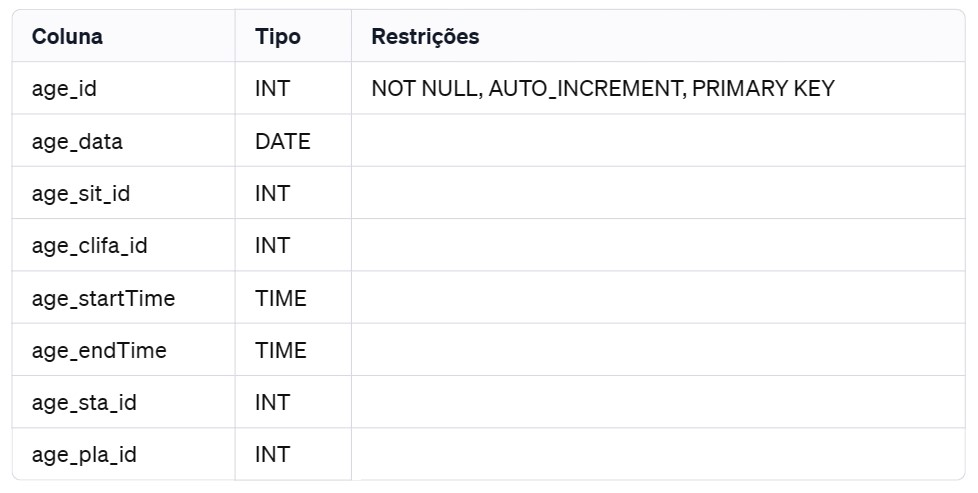 Coluna Tipo Restrições
age_id INT NOT NULL, AUTO_INCREMENT, PRIMARY KEY
age_data DATE
age_sit_id INT
age_clifa_id INT
age_startTime TIME
age_endTime TIME
age_sta_id INT
age_pla_id INT